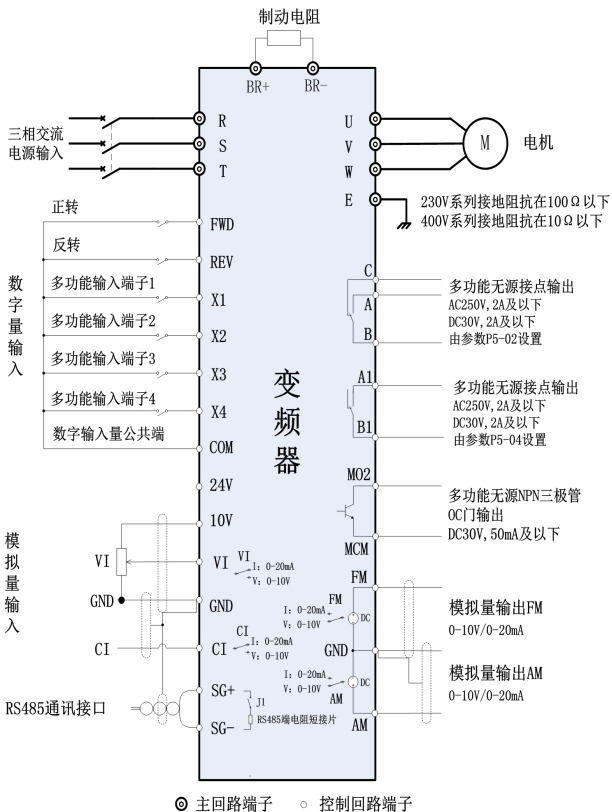 制动电阻
BR+ BR-
三相交流
电源输入
R
S
T
U
V
W
M
电机
E
230V系列接地阻抗在100Ω以下
400V系列接地阻抗在10Ω以下
数字量输入
正转
FWD
反转
REV
多功能输入端子1
X1
多功能输入端子2
X2
多功能输入端子3
X3
多功能输入端子4
X4
数字输入量公共端
COM
24V
10V
变频器
C
A
B
多功能无源接点输出
AC250V,2A及以下
DC30V,2A及以下
由参数P5-02设置
A1
B1
多功能无源接点输出
AC250V,2A及以下
DC30V,2A及以下
由参数P5-04设置
MO2
MCM
多功能无源NPN三极管
OC门输出
DC30V,50mA及以下
模拟量输入
VI
VI
VI
I: 0-20mA
V: 0-10V
GND
GND
CI
CI
CI
I: 0-20mA
V: 0-10V
FM
FM
I: 0-20mA
V: 0-10V
DC
GND
I: 0-20mA
V: 0-10V
DC
AM
AM
模拟量输出FM
0-10V/0-20mA
模拟量输出AM
0-10V/0-20mA
RS485通讯接口
SG+
SG-
J1
RS485端电阻短接片
主回路端子 控制回路端子